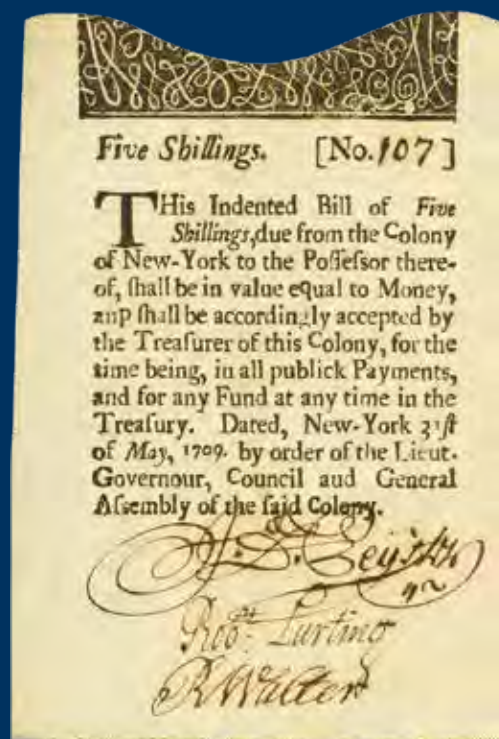 Five Shillings. [No. 107]
THis Indented Bill of Five
Shillings,due from the Colony
of New-York to the Poſſeſſor there-
of, ſhall be in value equal to Money,
anp ſhall be accordingly accepted by
the Treaſurer of this Colony, for the
time being, in all publick Payments,
and for any Fund at any time in the
Treaſury. Dated, New-York 31ſt
of May, 1709. by order of the Lieut.
Governour, Council aud General
Aſſembly of the ſaid Colony.
Robt. Lurting
R Walter